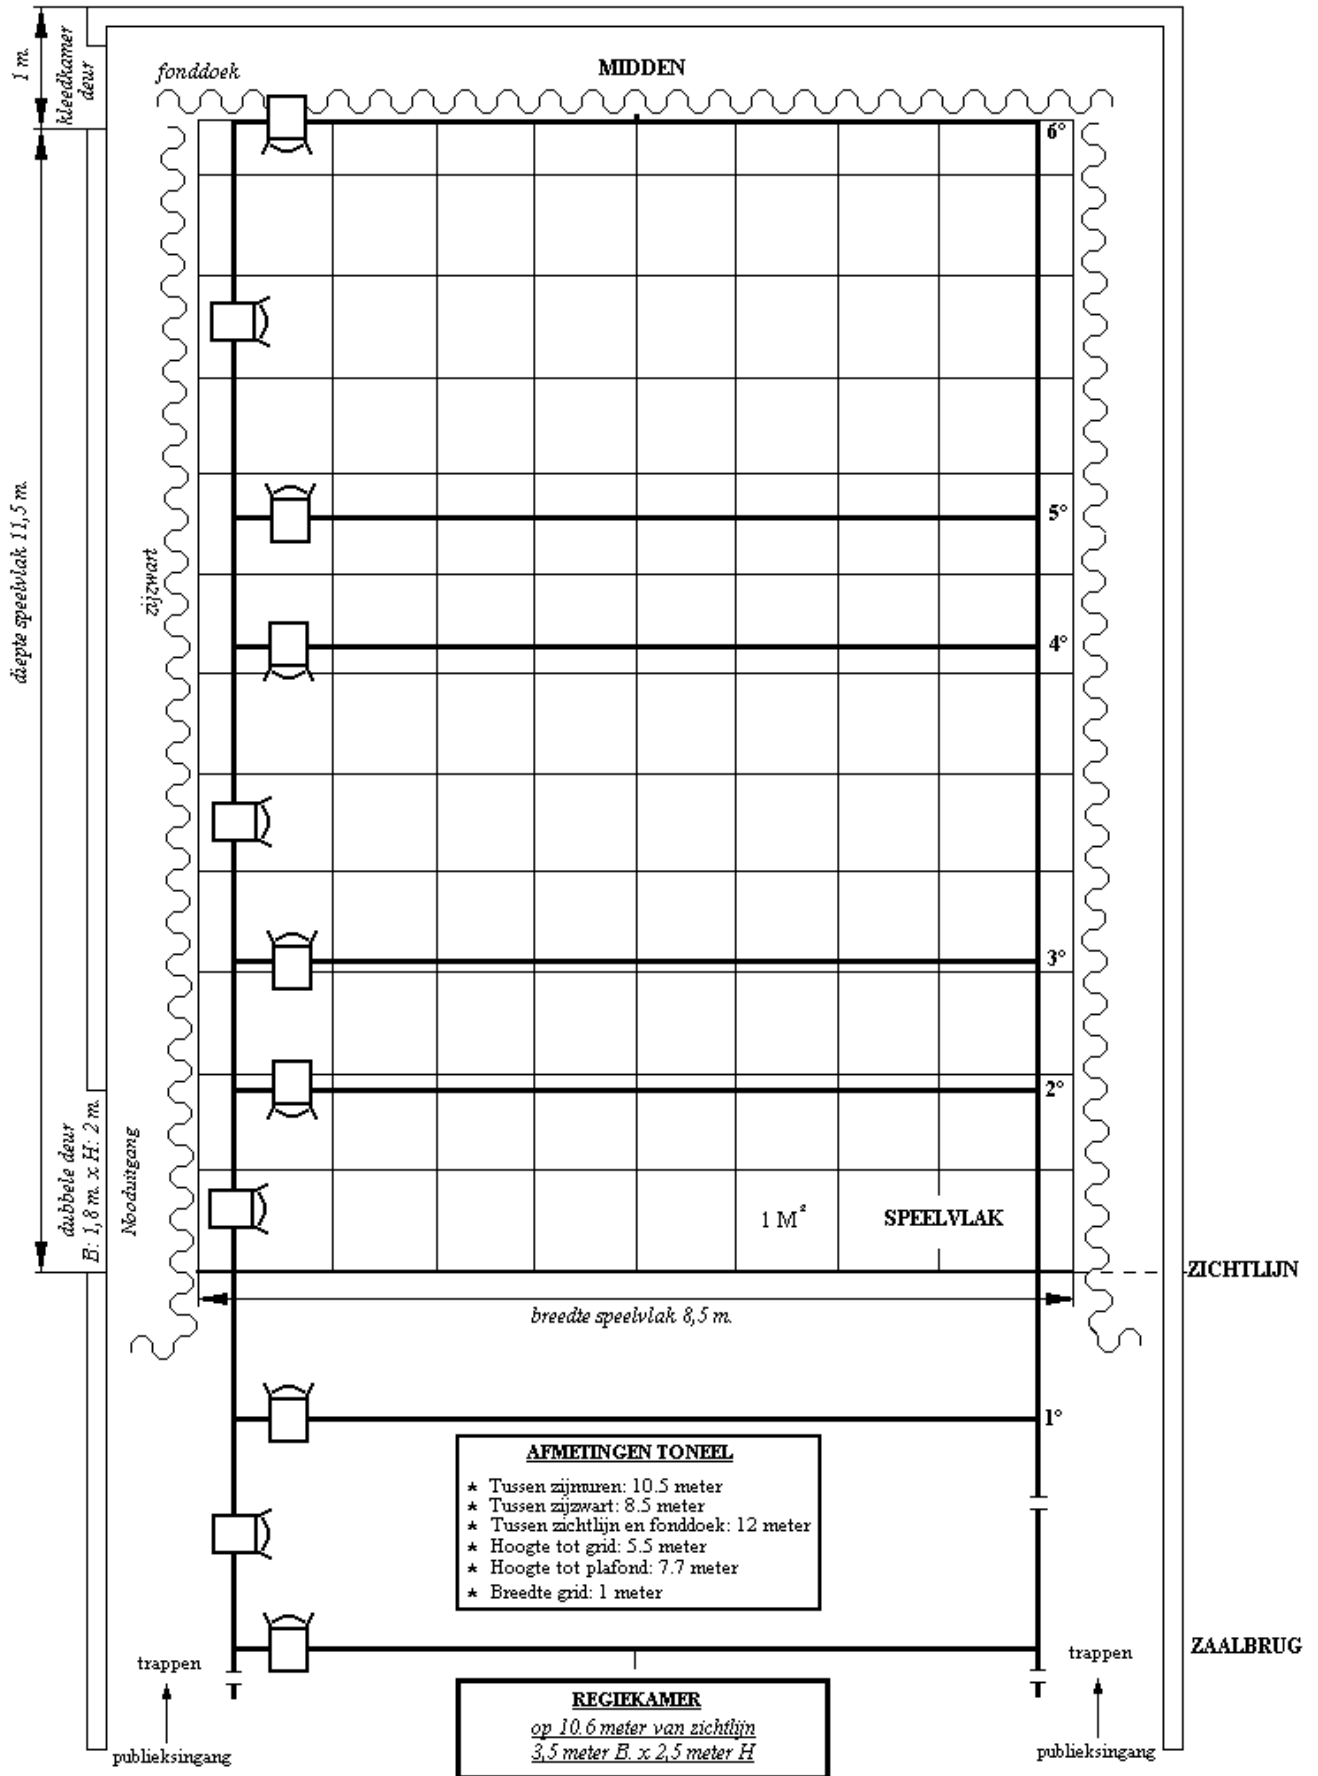 1 m.
kleedkamer
deur
fonddoek
MIDDEN
6°
diepte speelvlak 11,5 m.
5°
zijzwart
4°
3°
2°
dubbele deur
B: 1,8 m. x H: 2 m.
Nooduitgang
1 M²
SPEELVLAK
ZICHTLIJN
breedte speelvlak 8,5 m.
1°
AFMETINGEN TONEEL
* Tussen zijmuren: 10.5 meter
* Tussen zijzwart: 8.5 meter
* Tussen zichtlijn en fonddoek: 12 meter
* Hoogte tot grid: 5.5 meter
* Hoogte tot plafond: 7.7 meter
* Breedte grid: 1 meter
trappen
trappen
ZAALBRUG
REGIEKAMER
op 10.6 meter van zichtlijn
3,5 meter B. x 2,5 meter H
publieksingang
publieksingang